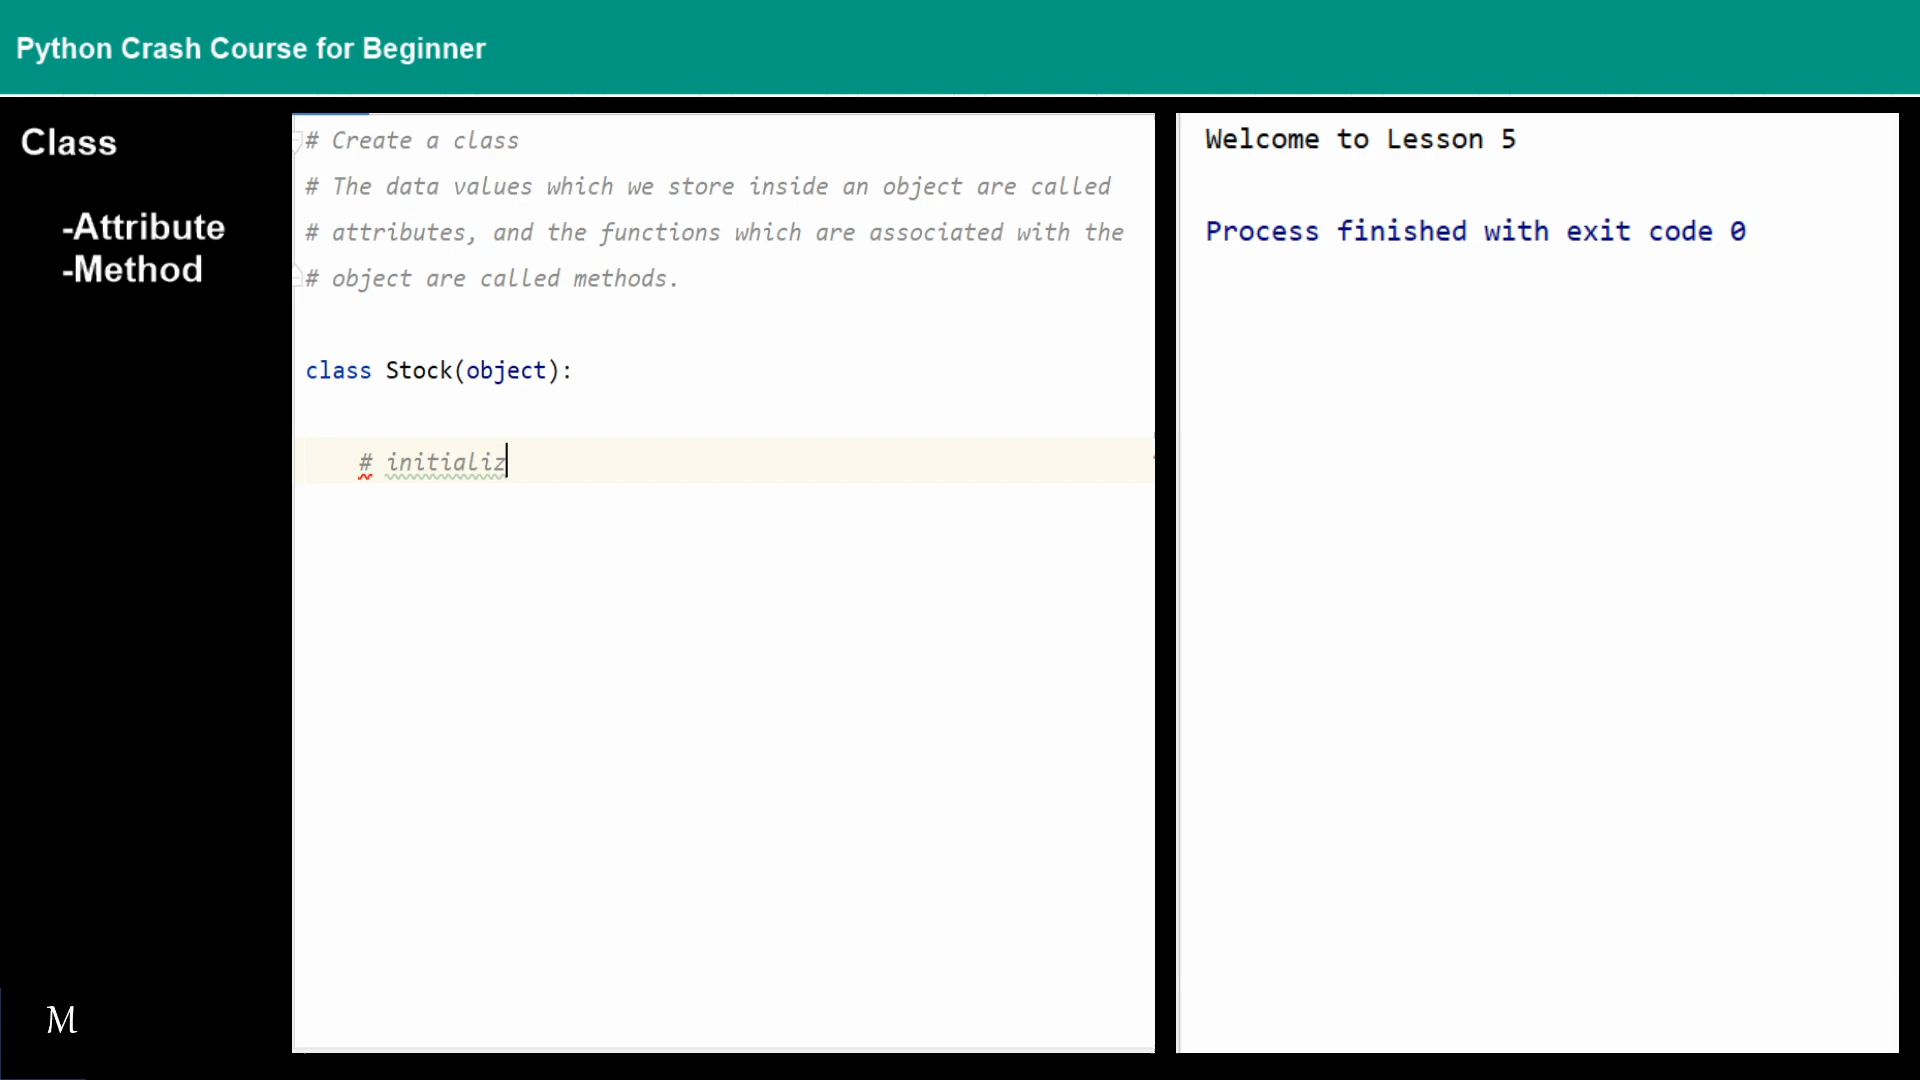 Python Crash Course for Beginner
Class
-Attribute
-Method
# Create a class
# The data values which we store inside an object are called
# attributes, and the functions which are associated with the
# object are called methods.
class Stock(object):
# initializ
Welcome to Lesson 5
Process finished with exit code 0
M